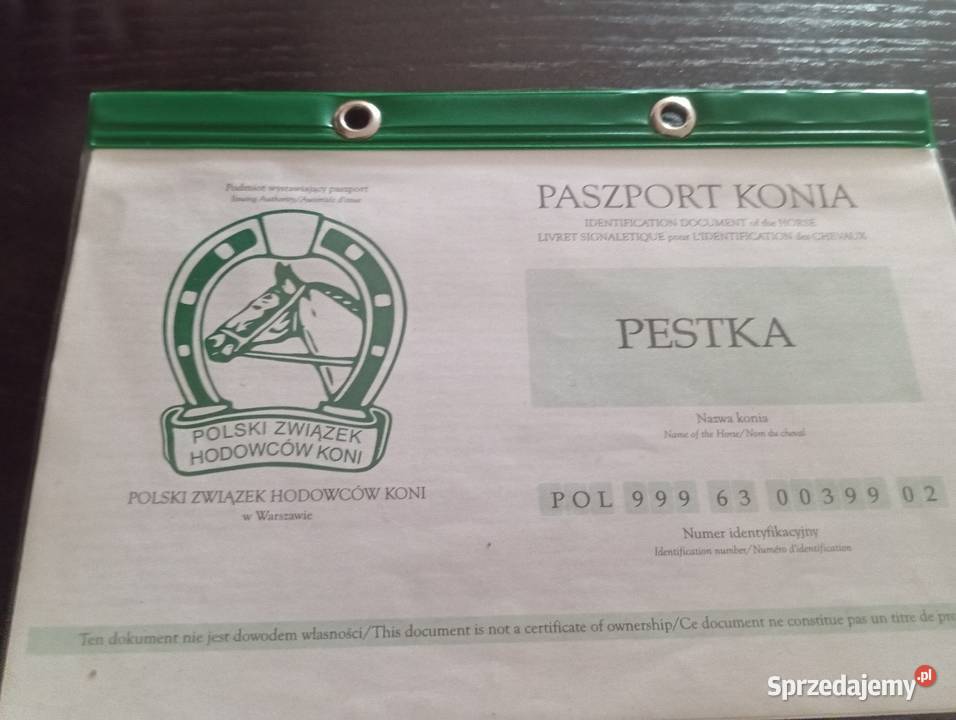 Podmiot wystawiający paszport
Issuing Authority/Autorite d'issue
POLSKI ZWIĄZEK
HODOWCÓW KONI
POLSKI ZWIĄZEK HODOWCÓW KONI
w Warszawie
PASZPORT KONIA
IDENTIFICATION DOCUMENT of the HORSE
LIVRET SIGNALETIQUE pour L'IDENTIFICATION des CHEVAUX
PESTKA
Nazwa konia
Name of the Horse/Nom du cheval
POL 999 63 00399 02
Numer identyfikacyjny
Identification number/Numéro d'identification
Ten dokument nie jest dowodem własności/This document is not a certificate of ownership/Ce document ne constitue pas un titre de pro
Sprzedajemy.pl